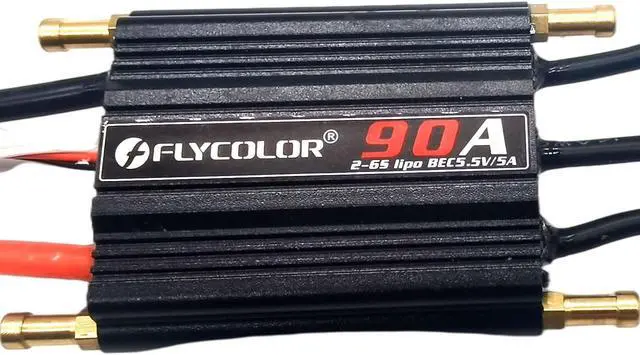 FLYCOLOR® 90A
2-6S lipo BEC5.5V/5A